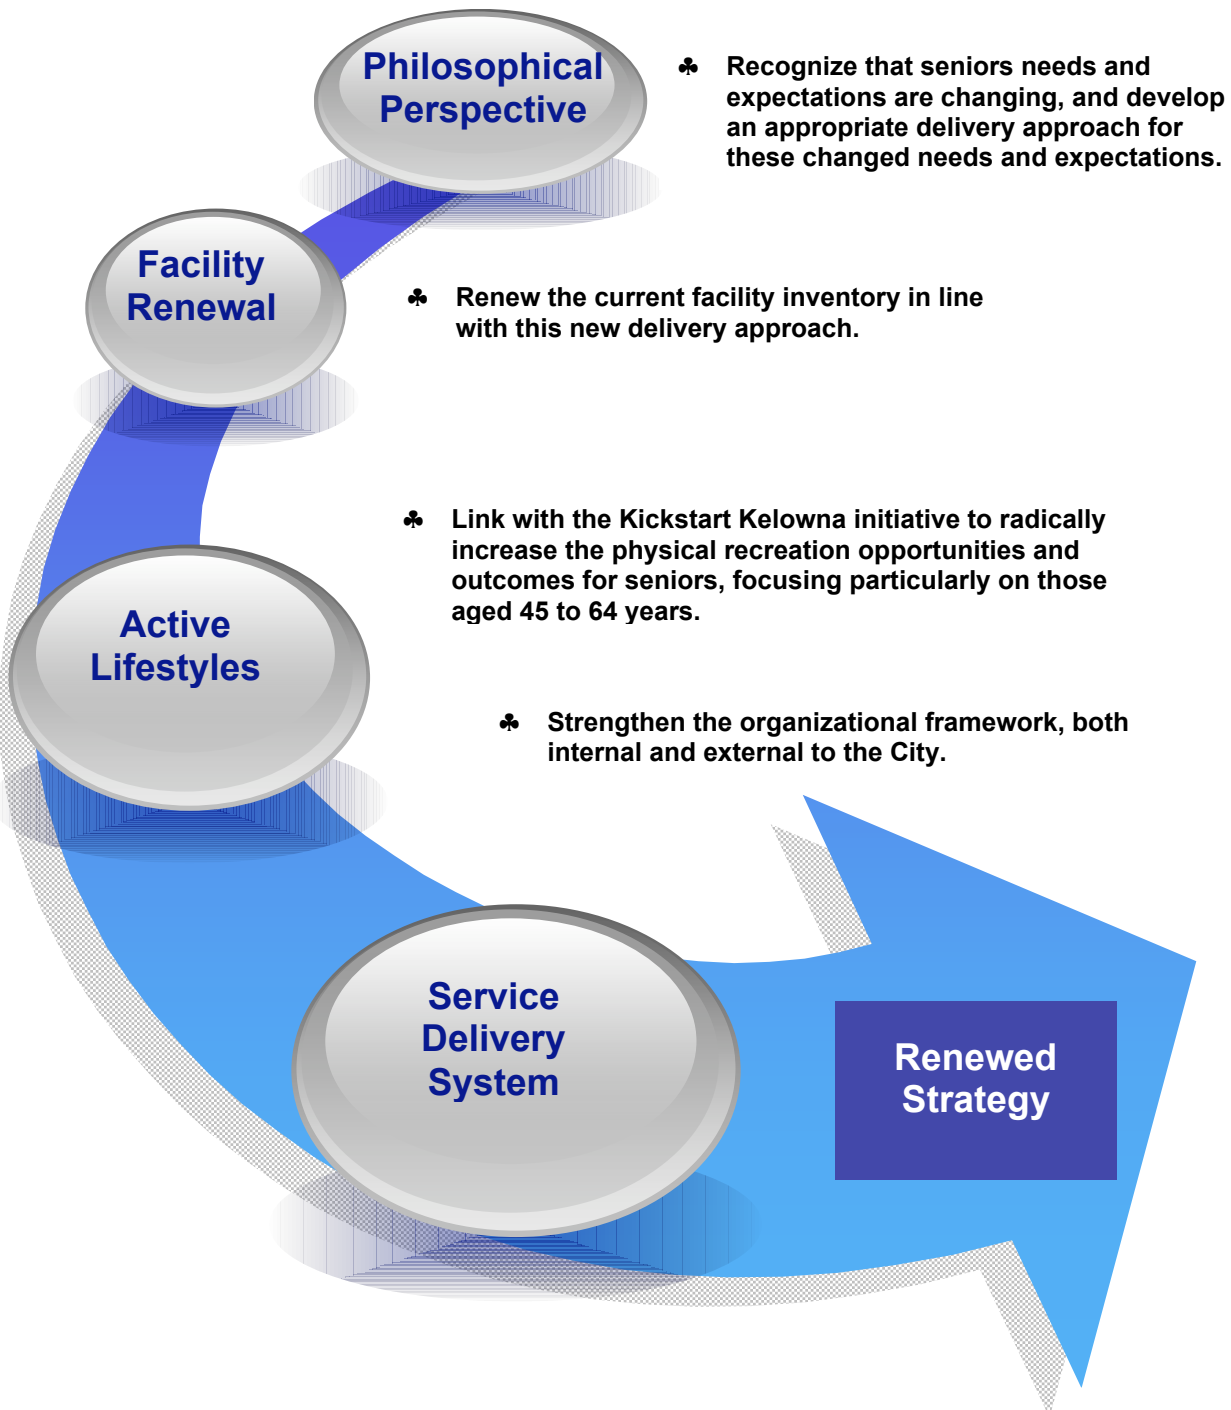 Philosophical
Perspective
♣ Recognize that seniors needs and
expectations are changing, and develop
an appropriate delivery approach for
these changed needs and expectations.
Facility
Renewal
♣ Renew the current facility inventory in line
with this new delivery approach.
♣ Link with the Kickstart Kelowna initiative to radically
increase the physical recreation opportunities and
outcomes for seniors, focusing particularly on those
aged 45 to 64 years.
Active
Lifestyles
♣ Strengthen the organizational framework, both
internal and external to the City.
Service
Delivery
System
Renewed
Strategy